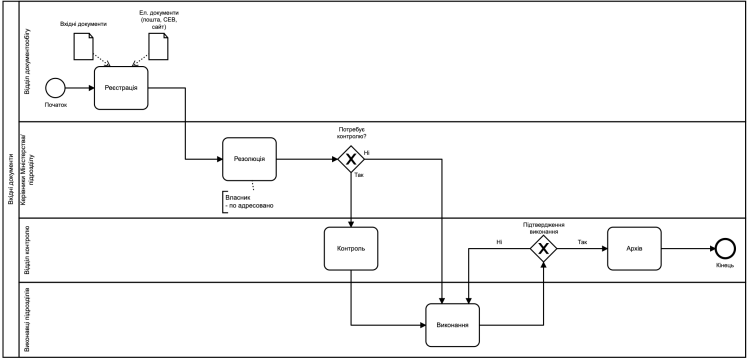 Вхідні документи
Відділ документообігу
Вхідні документи
Ел. документи
(пошта, СЕВ,
сайт)
Початок
Реєстрація
Керівники Міністерства/
підрозділу
Резолюція
Власник
- по адресовано
Потребує
контролю?
Ні
Так
Відділ контролю
Контроль
Підтвердження
виконання
Ні
Так
Архів
Кінець
Виконавці підрозділів
Виконання